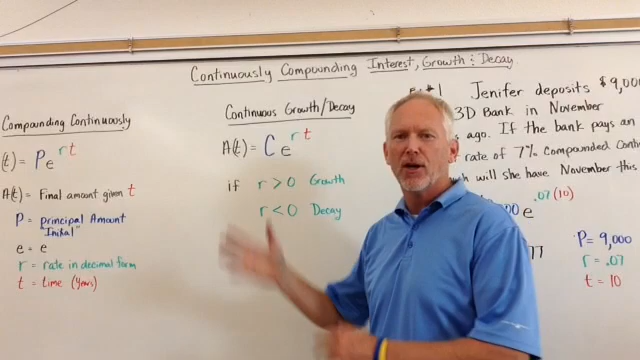 Continuously Compounding Interest, Growth & Decay
Compounding Continuously
(t) = Pe^rt
A(t) = Final amount given t
P = principal Amount
"Initial"
e = e
r = rate in decimal form
t = time (years)
Continuous Growth/Decay
A(t) = Ce^rt
if r > 0 Growth
r < 0 Decay
#1 Jenifer deposits $9,000
3D Bank in November
ago. If the bank pays an
rate of 7% compounded Conti
will she have November this
e^.07(10)
P = 9,000
r = .07
t = 10